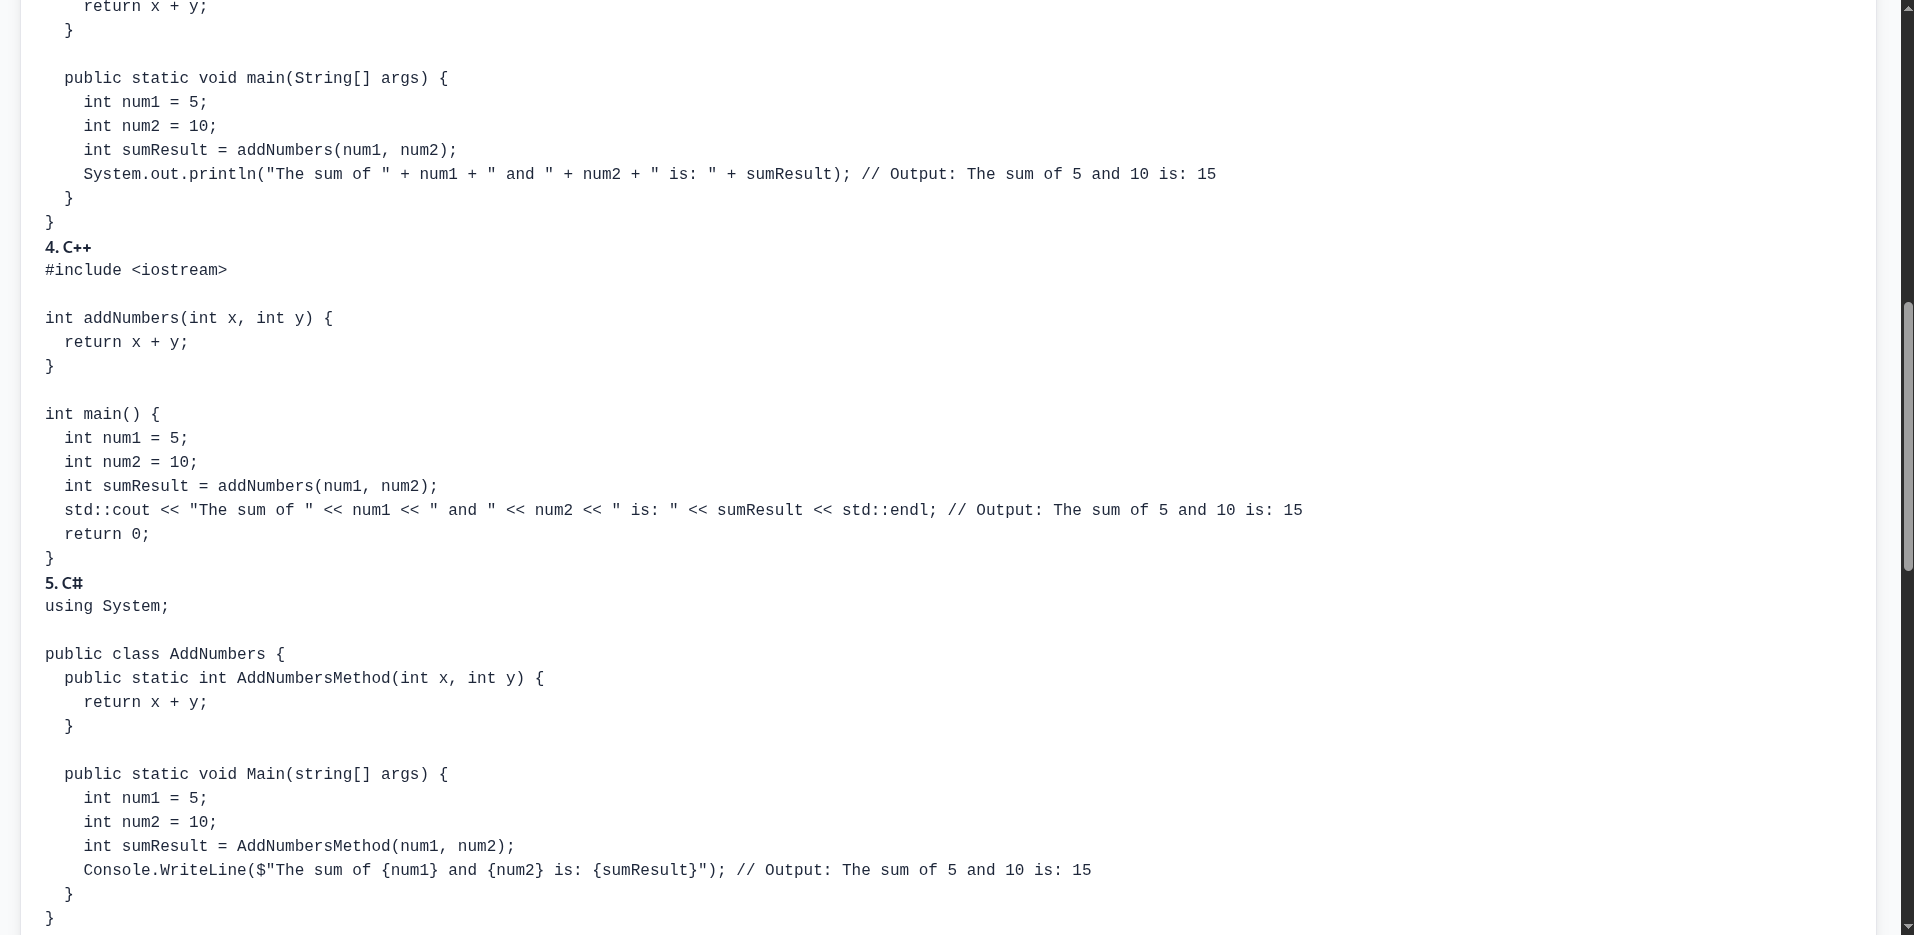 return x + y;
  }

  public static void main(String[] args) {
    int num1 = 5;
    int num2 = 10;
    int sumResult = addNumbers(num1, num2);
    System.out.println("The sum of " + num1 + " and " + num2 + " is: " + sumResult); // Output: The sum of 5 and 10 is: 15
  }
}
4. C++
#include <iostream>

int addNumbers(int x, int y) {
  return x + y;
}

int main() {
  int num1 = 5;
  int num2 = 10;
  int sumResult = addNumbers(num1, num2);
  std::cout << "The sum of " << num1 << " and " << num2 << " is: " << sumResult << std::endl; // Output: The sum of 5 and 10 is: 15
  return 0;
}
5. C#
using System;

public class AddNumbers {
  public static int AddNumbersMethod(int x, int y) {
    return x + y;
  }

  public static void Main(string[] args) {
    int num1 = 5;
    int num2 = 10;
    int sumResult = AddNumbersMethod(num1, num2);
    Console.WriteLine($"The sum of {num1} and {num2} is: {sumResult}"); // Output: The sum of 5 and 10 is: 15
  }
}